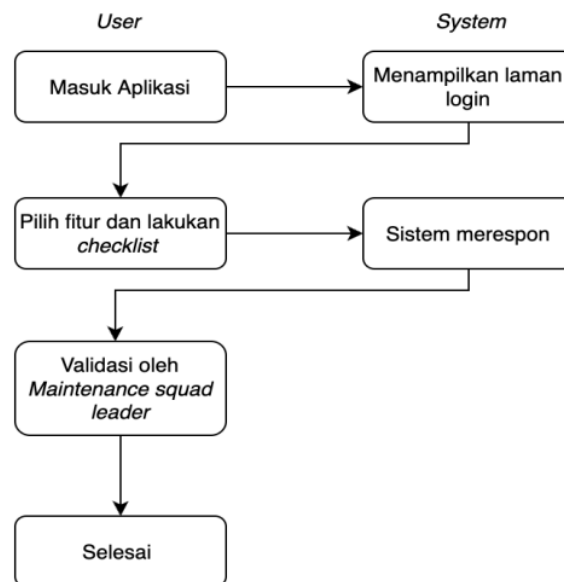 User
System
Masuk Aplikasi
Menampilkan laman
login
Pilih fitur dan lakukan
checklist
Sistem merespon
Validasi oleh
Maintenance squad
leader
Selesai